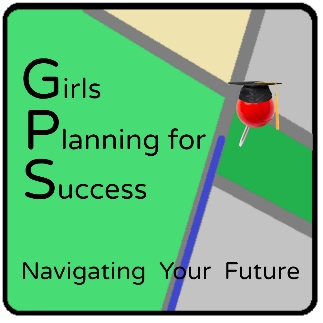 Girls
Planning for
Success
Navigating Your Future